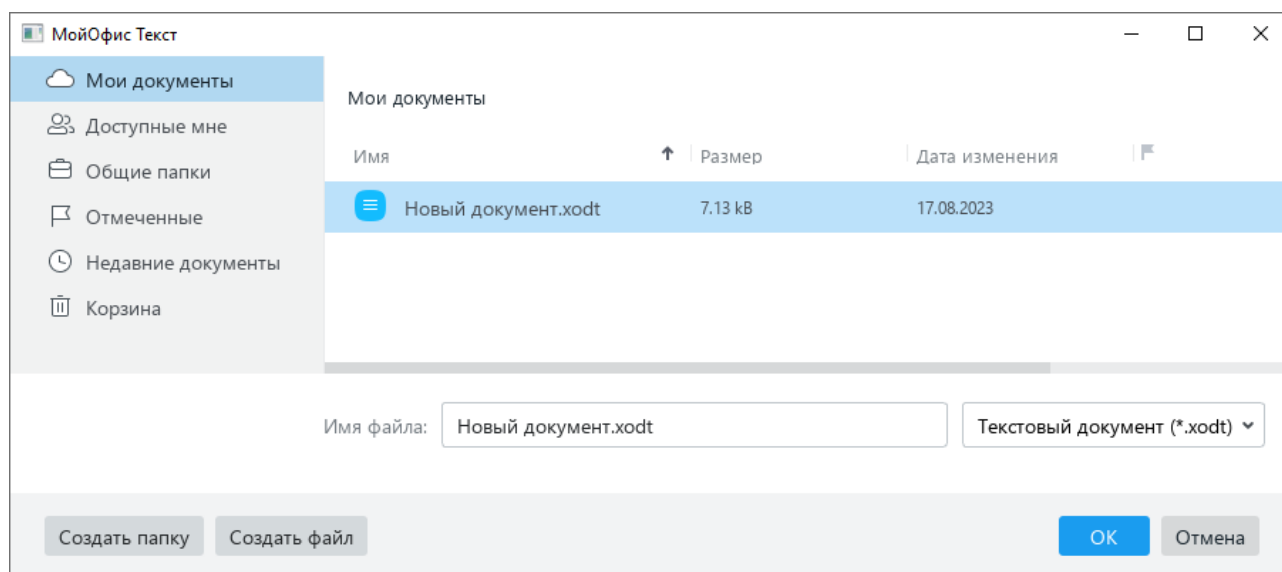 МойОфис Текст
Мои документы
Доступные мне
Общие папки
Отмеченные
Недавние документы
Корзина
Мои документы
Имя Размер Дата изменения
Новый документ.xodt 7.13 kB 17.08.2023
Имя файла: Новый документ.xodt Текстовый документ (*.xodt)
Создать папку Создать файл OK Отмена